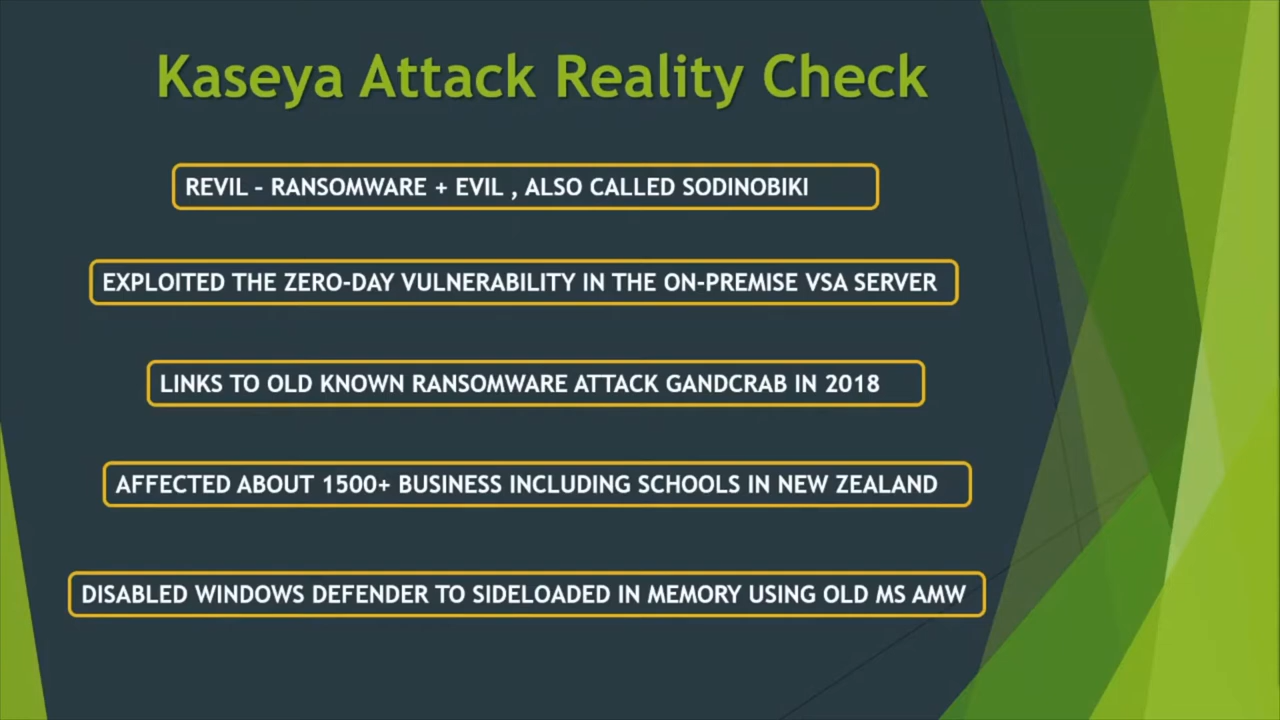 Kaseya Attack Reality Check
REVIL – RANSOMWARE + EVIL , ALSO CALLED SODINOBIKI
EXPLOITED THE ZERO-DAY VULNERABILITY IN THE ON-PREMISE VSA SERVER
LINKS TO OLD KNOWN RANSOMWARE ATTACK GANDCRAB IN 2018
AFFECTED ABOUT 1500+ BUSINESS INCLUDING SCHOOLS IN NEW ZEALAND
DISABLED WINDOWS DEFENDER TO SIDELOADED IN MEMORY USING OLD MS AMW